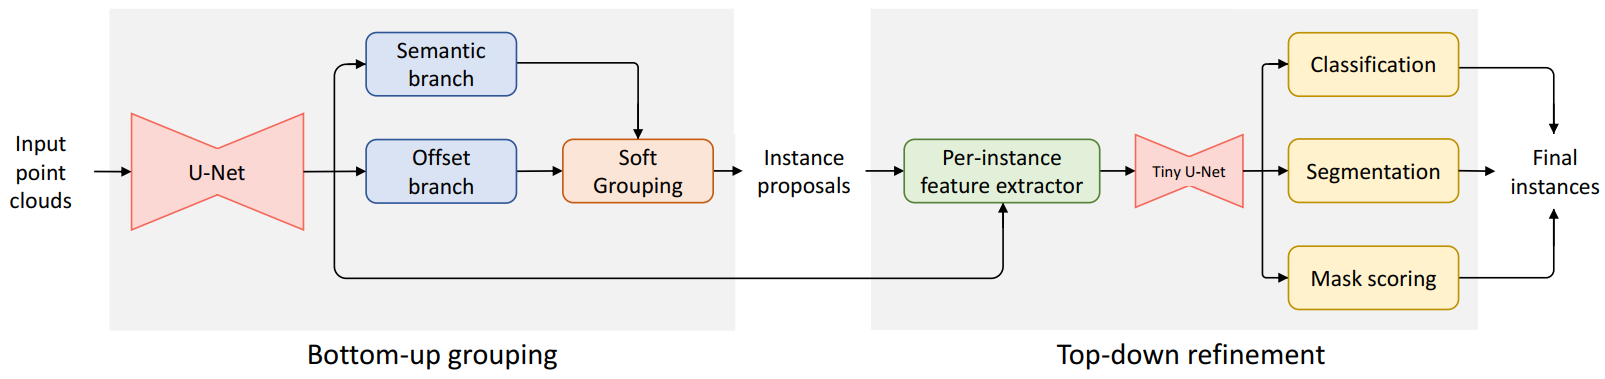 Input
point
clouds
U-Net
Semantic
branch
Offset
branch
Soft
Grouping
Instance
proposals
Per-instance
feature extractor
Tiny U-Net
Classification
Segmentation
Mask scoring
Final
instances
Bottom-up grouping
Top-down refinement